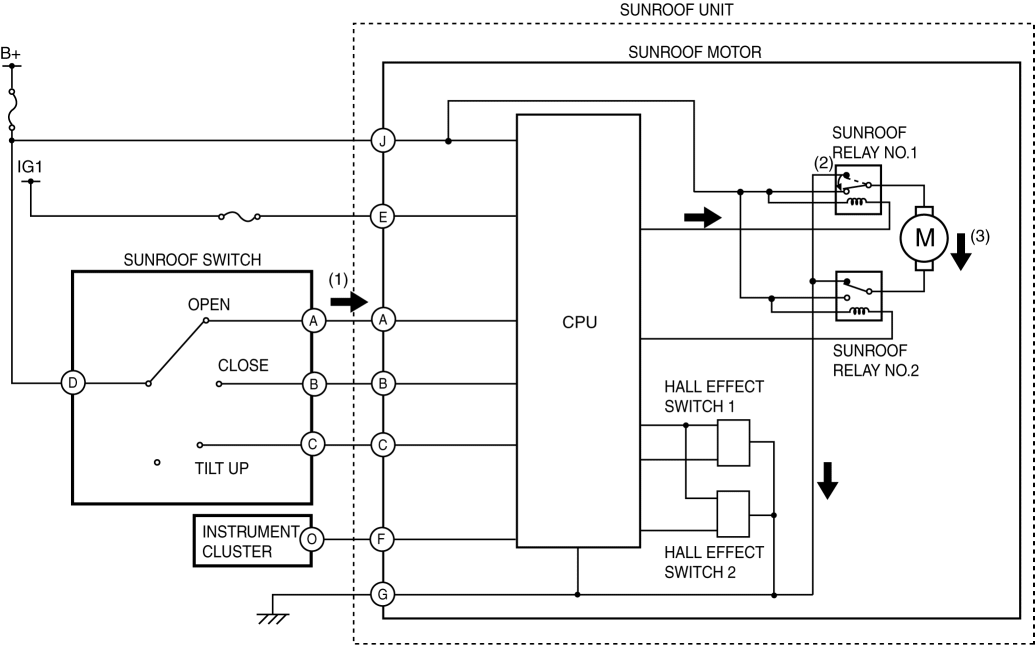 SUNROOF UNIT
SUNROOF MOTOR
B+
J
SUNROOF
RELAY NO.1
IG1
(2)
E
M
(3)
SUNROOF SWITCH
(1)
OPEN
A
A
CPU
CLOSE
D
B
B
SUNROOF
RELAY NO.2
HALL EFFECT
SWITCH 1
C
C
TILT UP
INSTRUMENT
CLUSTER
O
F
HALL EFFECT
SWITCH 2
G